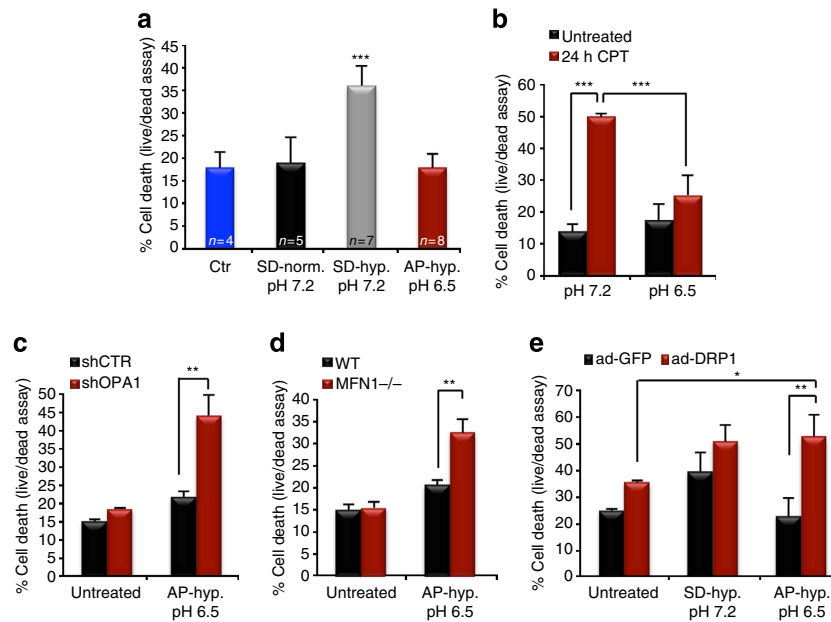 a
% Cell death (live/dead assay)
45
40
35
30
25
20
15
10
5
0
***
n=4
n=5
n=7
n=8
Ctr
SD-norm.
pH 7.2
SD-hyp.
pH 7.2
AP-hyp.
pH 6.5
b
Untreated
24 h CPT
% Cell death (live/dead assay)
60
50
40
30
20
10
0
***
***
pH 7.2
pH 6.5
c
shCTR
shOPA1
% Cell death (live/dead assay)
50
45
40
35
30
25
20
15
10
5
0
**
Untreated
AP-hyp.
pH 6.5
d
WT
MFN1–/–
% Cell death (live/dead assay)
40
35
30
25
20
15
10
5
0
**
Untreated
AP-hyp.
pH 6.5
e
ad-GFP
ad-DRP1
% Cell death (live/dead assay)
70
60
50
40
30
20
10
0
*
**
Untreated
SD-hyp.
pH 7.2
AP-hyp.
pH 6.5